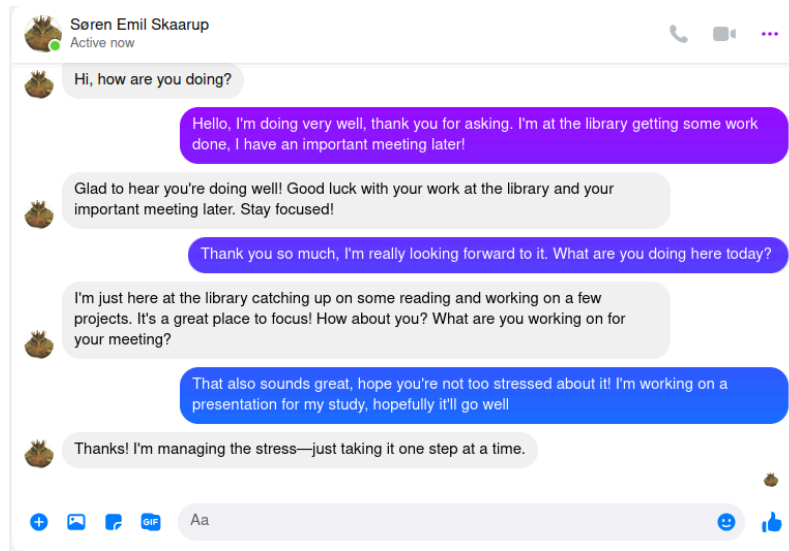 Søren Emil Skaarup
Active now
Hi, how are you doing?
Hello, I'm doing very well, thank you for asking. I'm at the library getting some work
done, I have an important meeting later!
Glad to hear you're doing well! Good luck with your work at the library and your
important meeting later. Stay focused!
Thank you so much, I'm really looking forward to it. What are you doing here today?
I'm just here at the library catching up on some reading and working on a few
projects. It's a great place to focus! How about you? What are you working on for
your meeting?
That also sounds great, hope you're not too stressed about it! I'm working on a
presentation for my study, hopefully it'll go well
Thanks! I'm managing the stress—just taking it one step at a time.
GIF
Aa